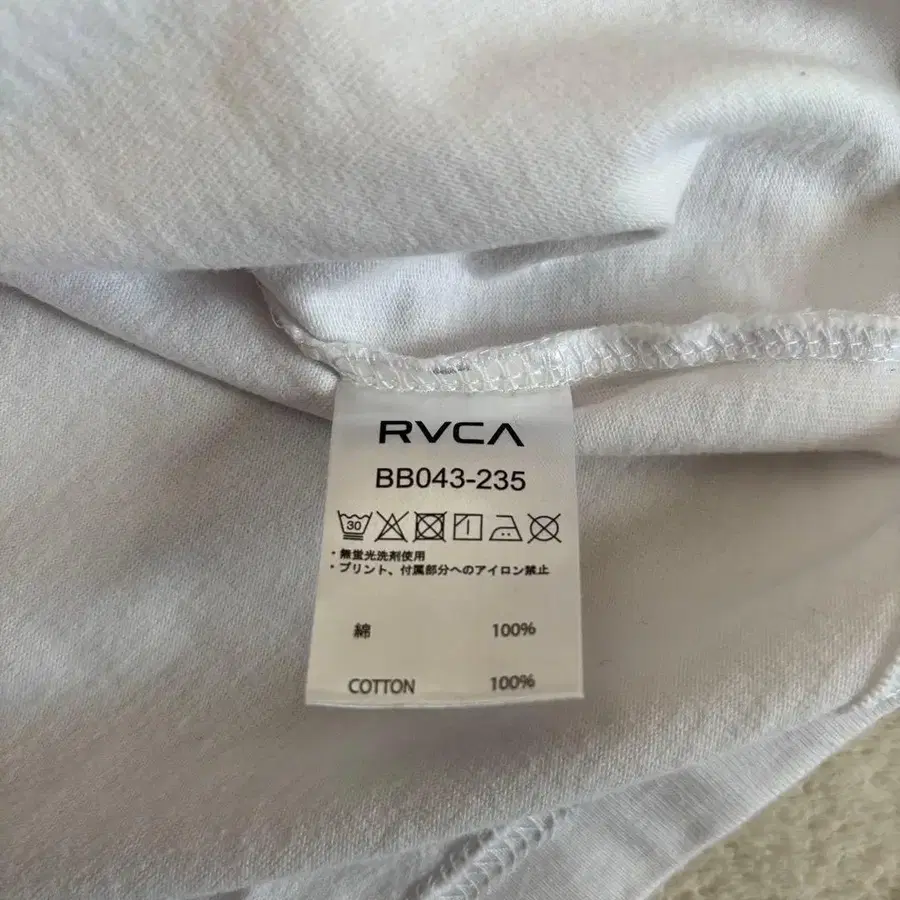 RVCA
BB043-235
30
・無蛍光洗剤使用
・プリント、付属部分へのアイロン禁止
綿 100%
COTTON 100%